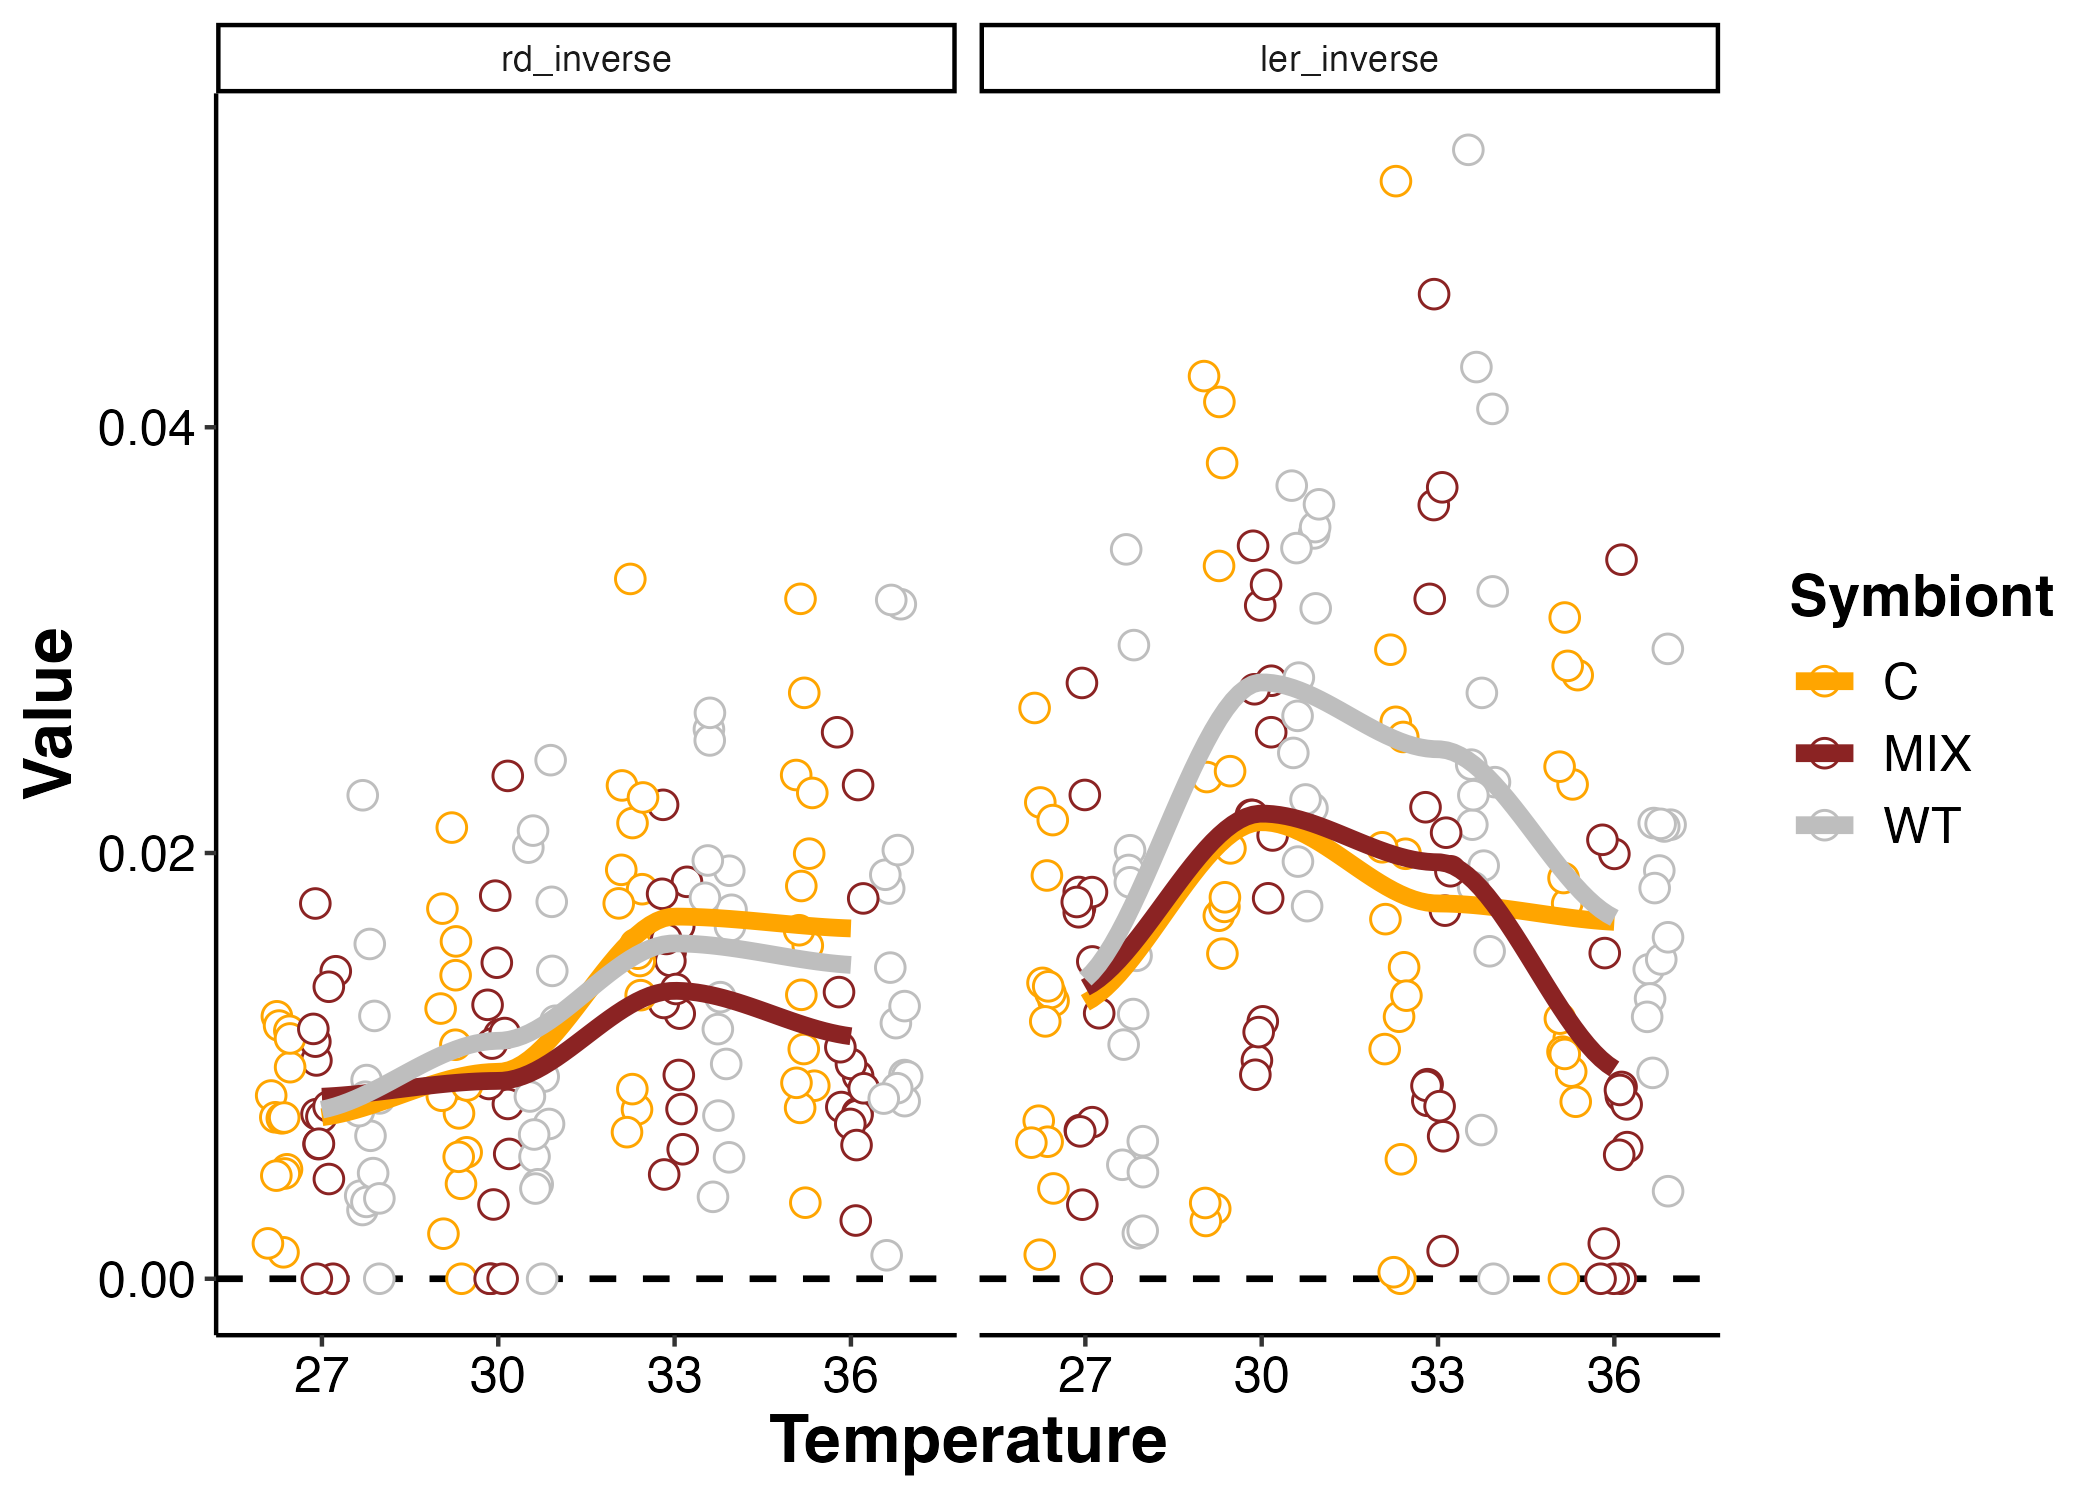 rd_inverse
ler_inverse
Value
0.04
0.02
0.00
27
30
33
36
27
30
33
36
Temperature
Symbiont
C
MIX
WT